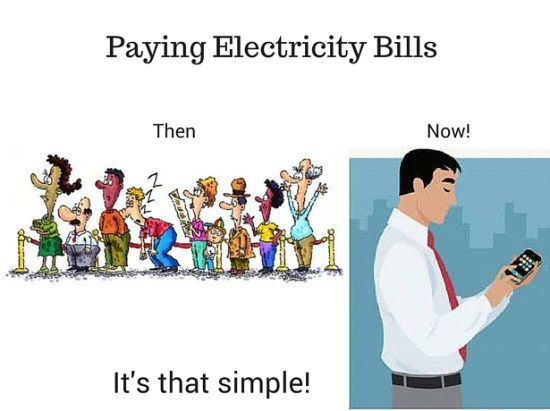 Paying Electricity Bills
Then
Now!
Z
Z
Z
It's that simple!